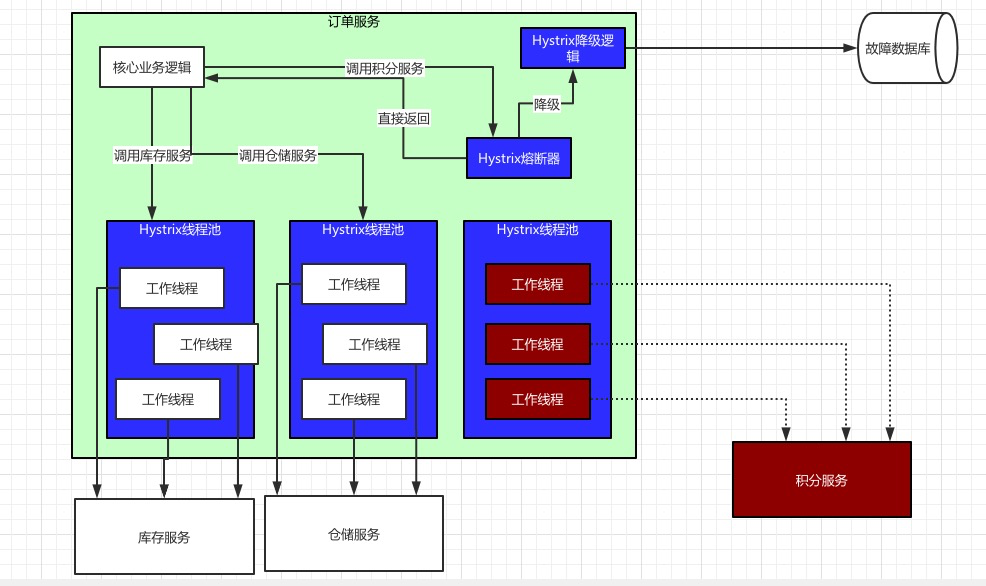 订单服务
核心业务逻辑
Hystrix降级逻
辑
故障数据库
调用积分服务
降级
直接返回
Hystrix熔断器
调用库存服务
调用仓储服务
Hystrix线程池
Hystrix线程池
Hystrix线程池
工作线程
工作线程
工作线程
工作线程
工作线程
工作线程
工作线程
工作线程
工作线程
积分服务
库存服务
仓储服务